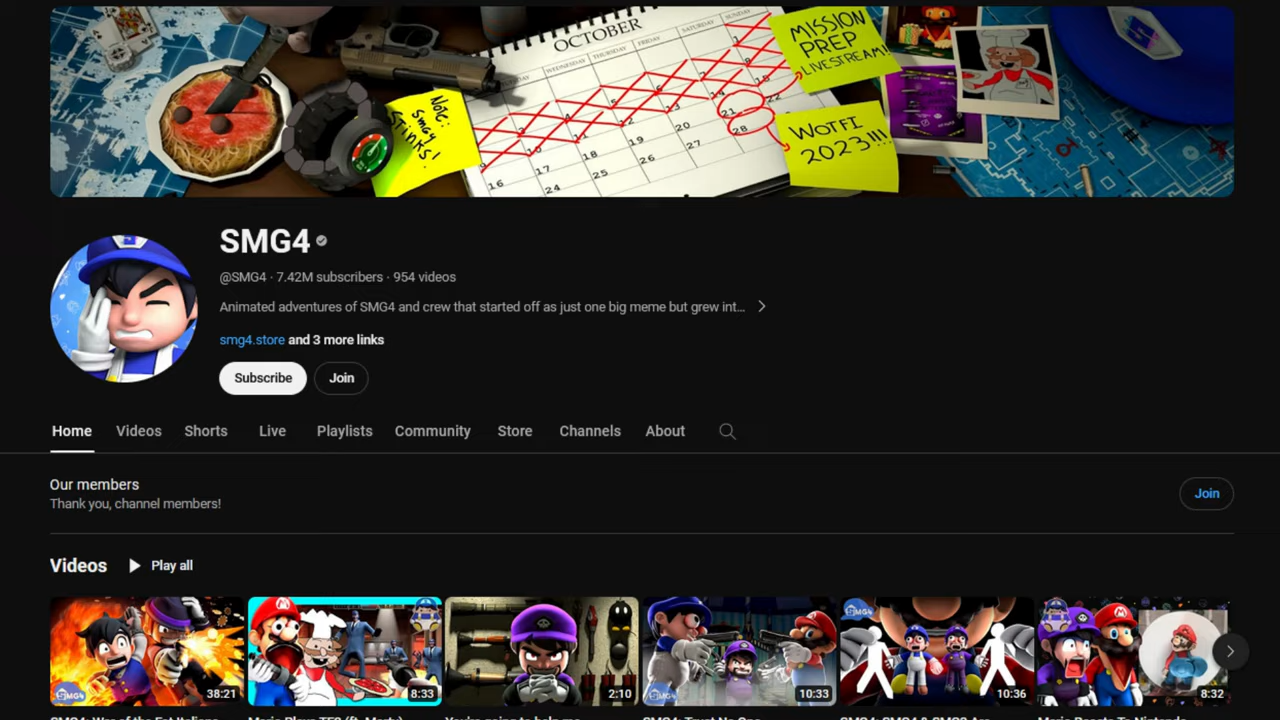 OCTOBER
WEDNESDAY THURSDAY FRIDAY SATURDAY SUNDAY
MISSION
PREP
LIVESTREAM!
NOTE:
SMG4
STINKS!
WOTFI
2023!!!
21 22
16 17 18 19 20
28
24 25 26 27
SMG4
@SMG4 · 7.42M subscribers · 954 videos
Animated adventures of SMG4 and crew that started off as just one big meme but grew int...
smg4.store and 3 more links
Subscribe Join
Home Videos Shorts Live Playlists Community Store Channels About
Our members
Thank you, channel members!
Join
Videos Play all
38:21 8:33 2:10 10:33 10:36 8:32